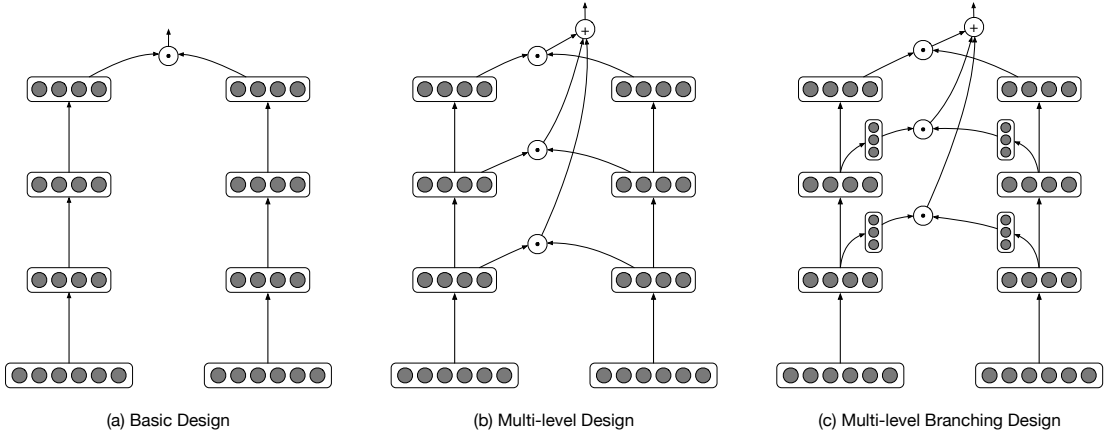 (a) Basic Design
(b) Multi-level Design
(c) Multi-level Branching Design